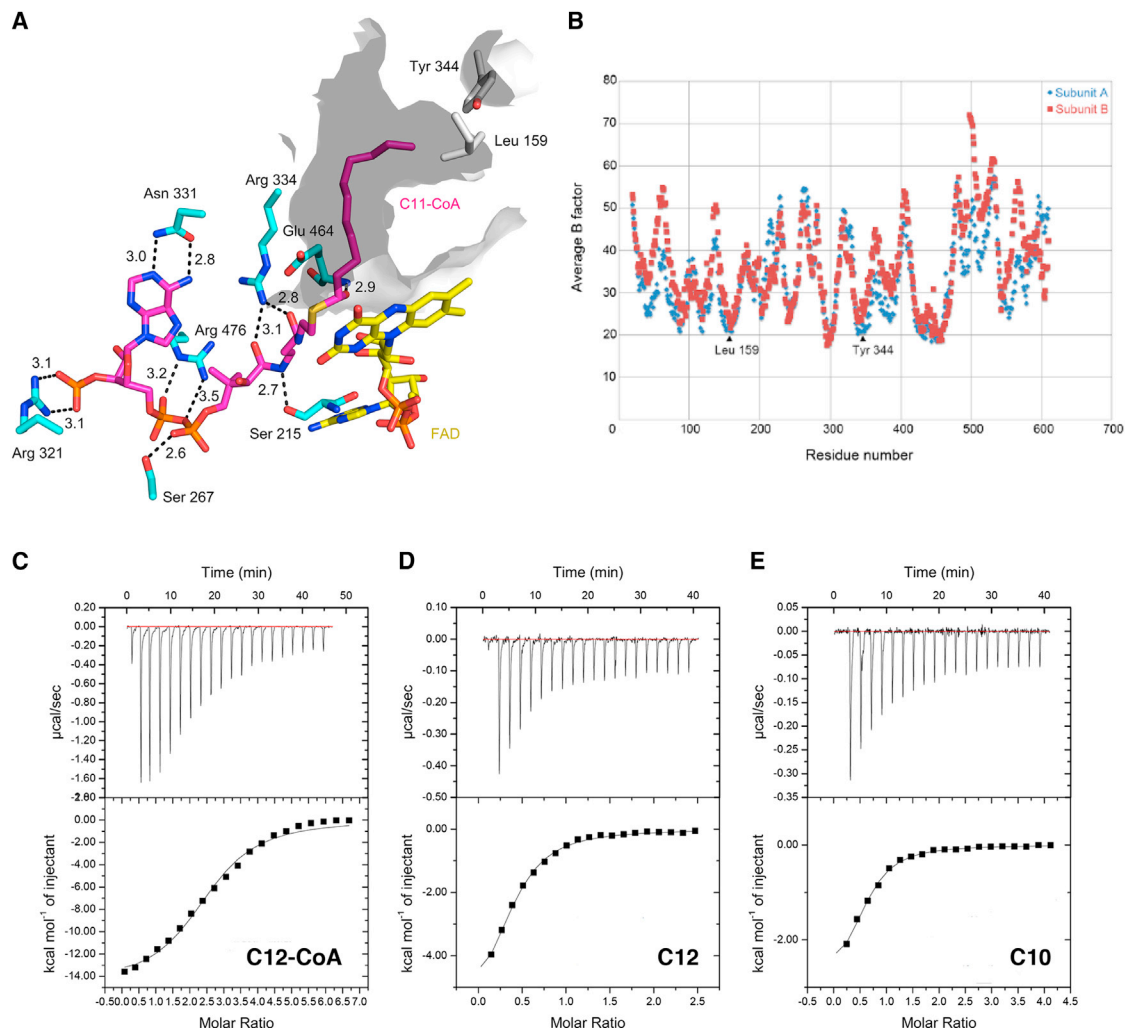 A
Tyr 344
Leu 159
Asn 331
Arg 334
C11-CoA
Glu 464
3.0
2.8
2.9
2.8
3.1
Arg 476
3.1
3.2
3.5
2.7
3.1
Arg 321
2.6
Ser 215
FAD
Ser 267
B
80
70
60
50
40
30
20
10
0
Average B factor
Subunit A
Subunit B
Leu 159
Tyr 344
0 100 200 300 400 500 600 700
Residue number
C
Time (min)
0 10 20 30 40 50
0.20
0.00
-0.20
-0.40
-0.60
-0.80
-1.00
-1.20
-1.40
-1.60
µcal/sec
0.00
-2.00
-4.00
-6.00
-8.00
-10.00
-12.00
-14.00
kcal mol⁻¹ of injectant
C12-CoA
-0.50.0 0.5 1.0 1.5 2.0 2.5 3.0 3.5 4.0 4.5 5.0 5.5 6.0 6.5 7.0
Molar Ratio
D
Time (min)
0 10 20 30 40
0.10
0.00
-0.10
-0.20
-0.30
-0.40
-0.50
µcal/sec
0.00
-2.00
-4.00
kcal mol⁻¹ of injectant
C12
0.0 0.5 1.0 1.5 2.0 2.5
Molar Ratio
E
Time (min)
0 10 20 30 40
0.05
0.00
-0.05
-0.10
-0.15
-0.20
-0.25
-0.30
-0.35
µcal/sec
0.00
-2.00
kcal mol⁻¹ of injectant
C10
-0.5 0.0 0.5 1.0 1.5 2.0 2.5 3.0 3.5 4.0 4.5
Molar Ratio